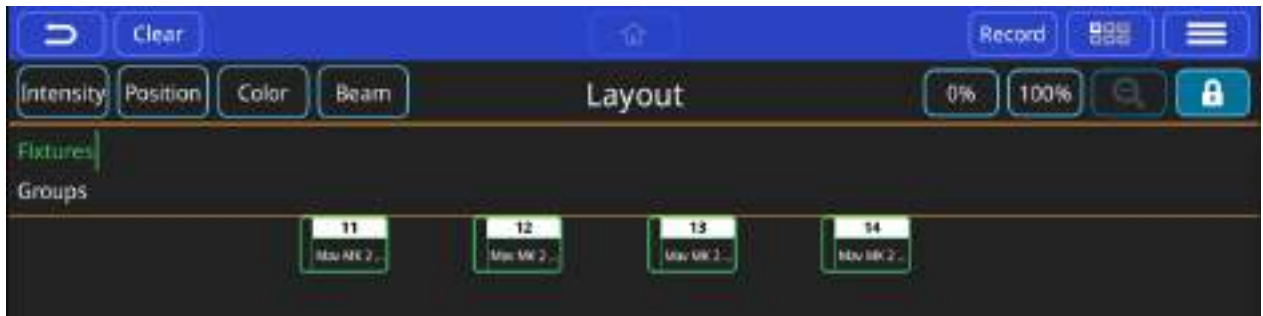 Clear Record
Intensity Position Color Beam Layout 0% 100%
Fixtures
Groups
11 12 13 14